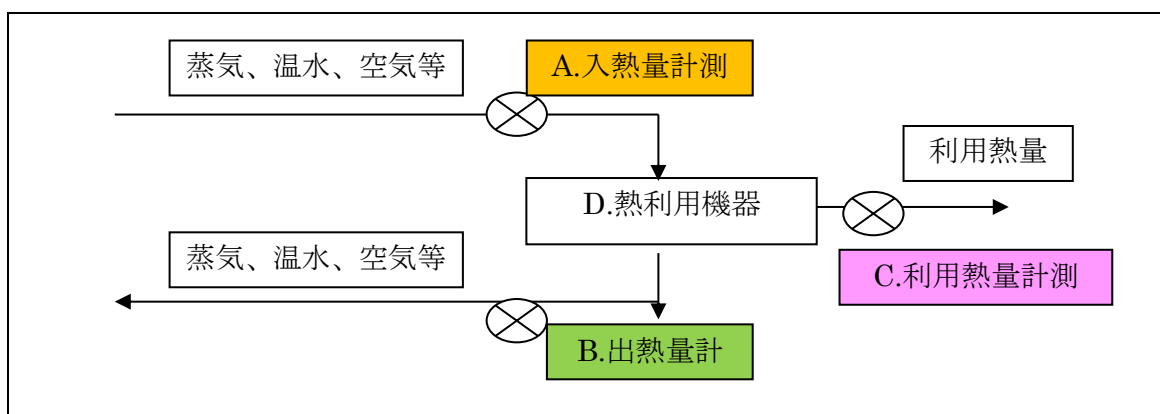 蒸気、温水、空気等
A.入熱量計測
利用熱量
D.熱利用機器
蒸気、温水、空気等
C.利用熱量計測
B.出熱量計